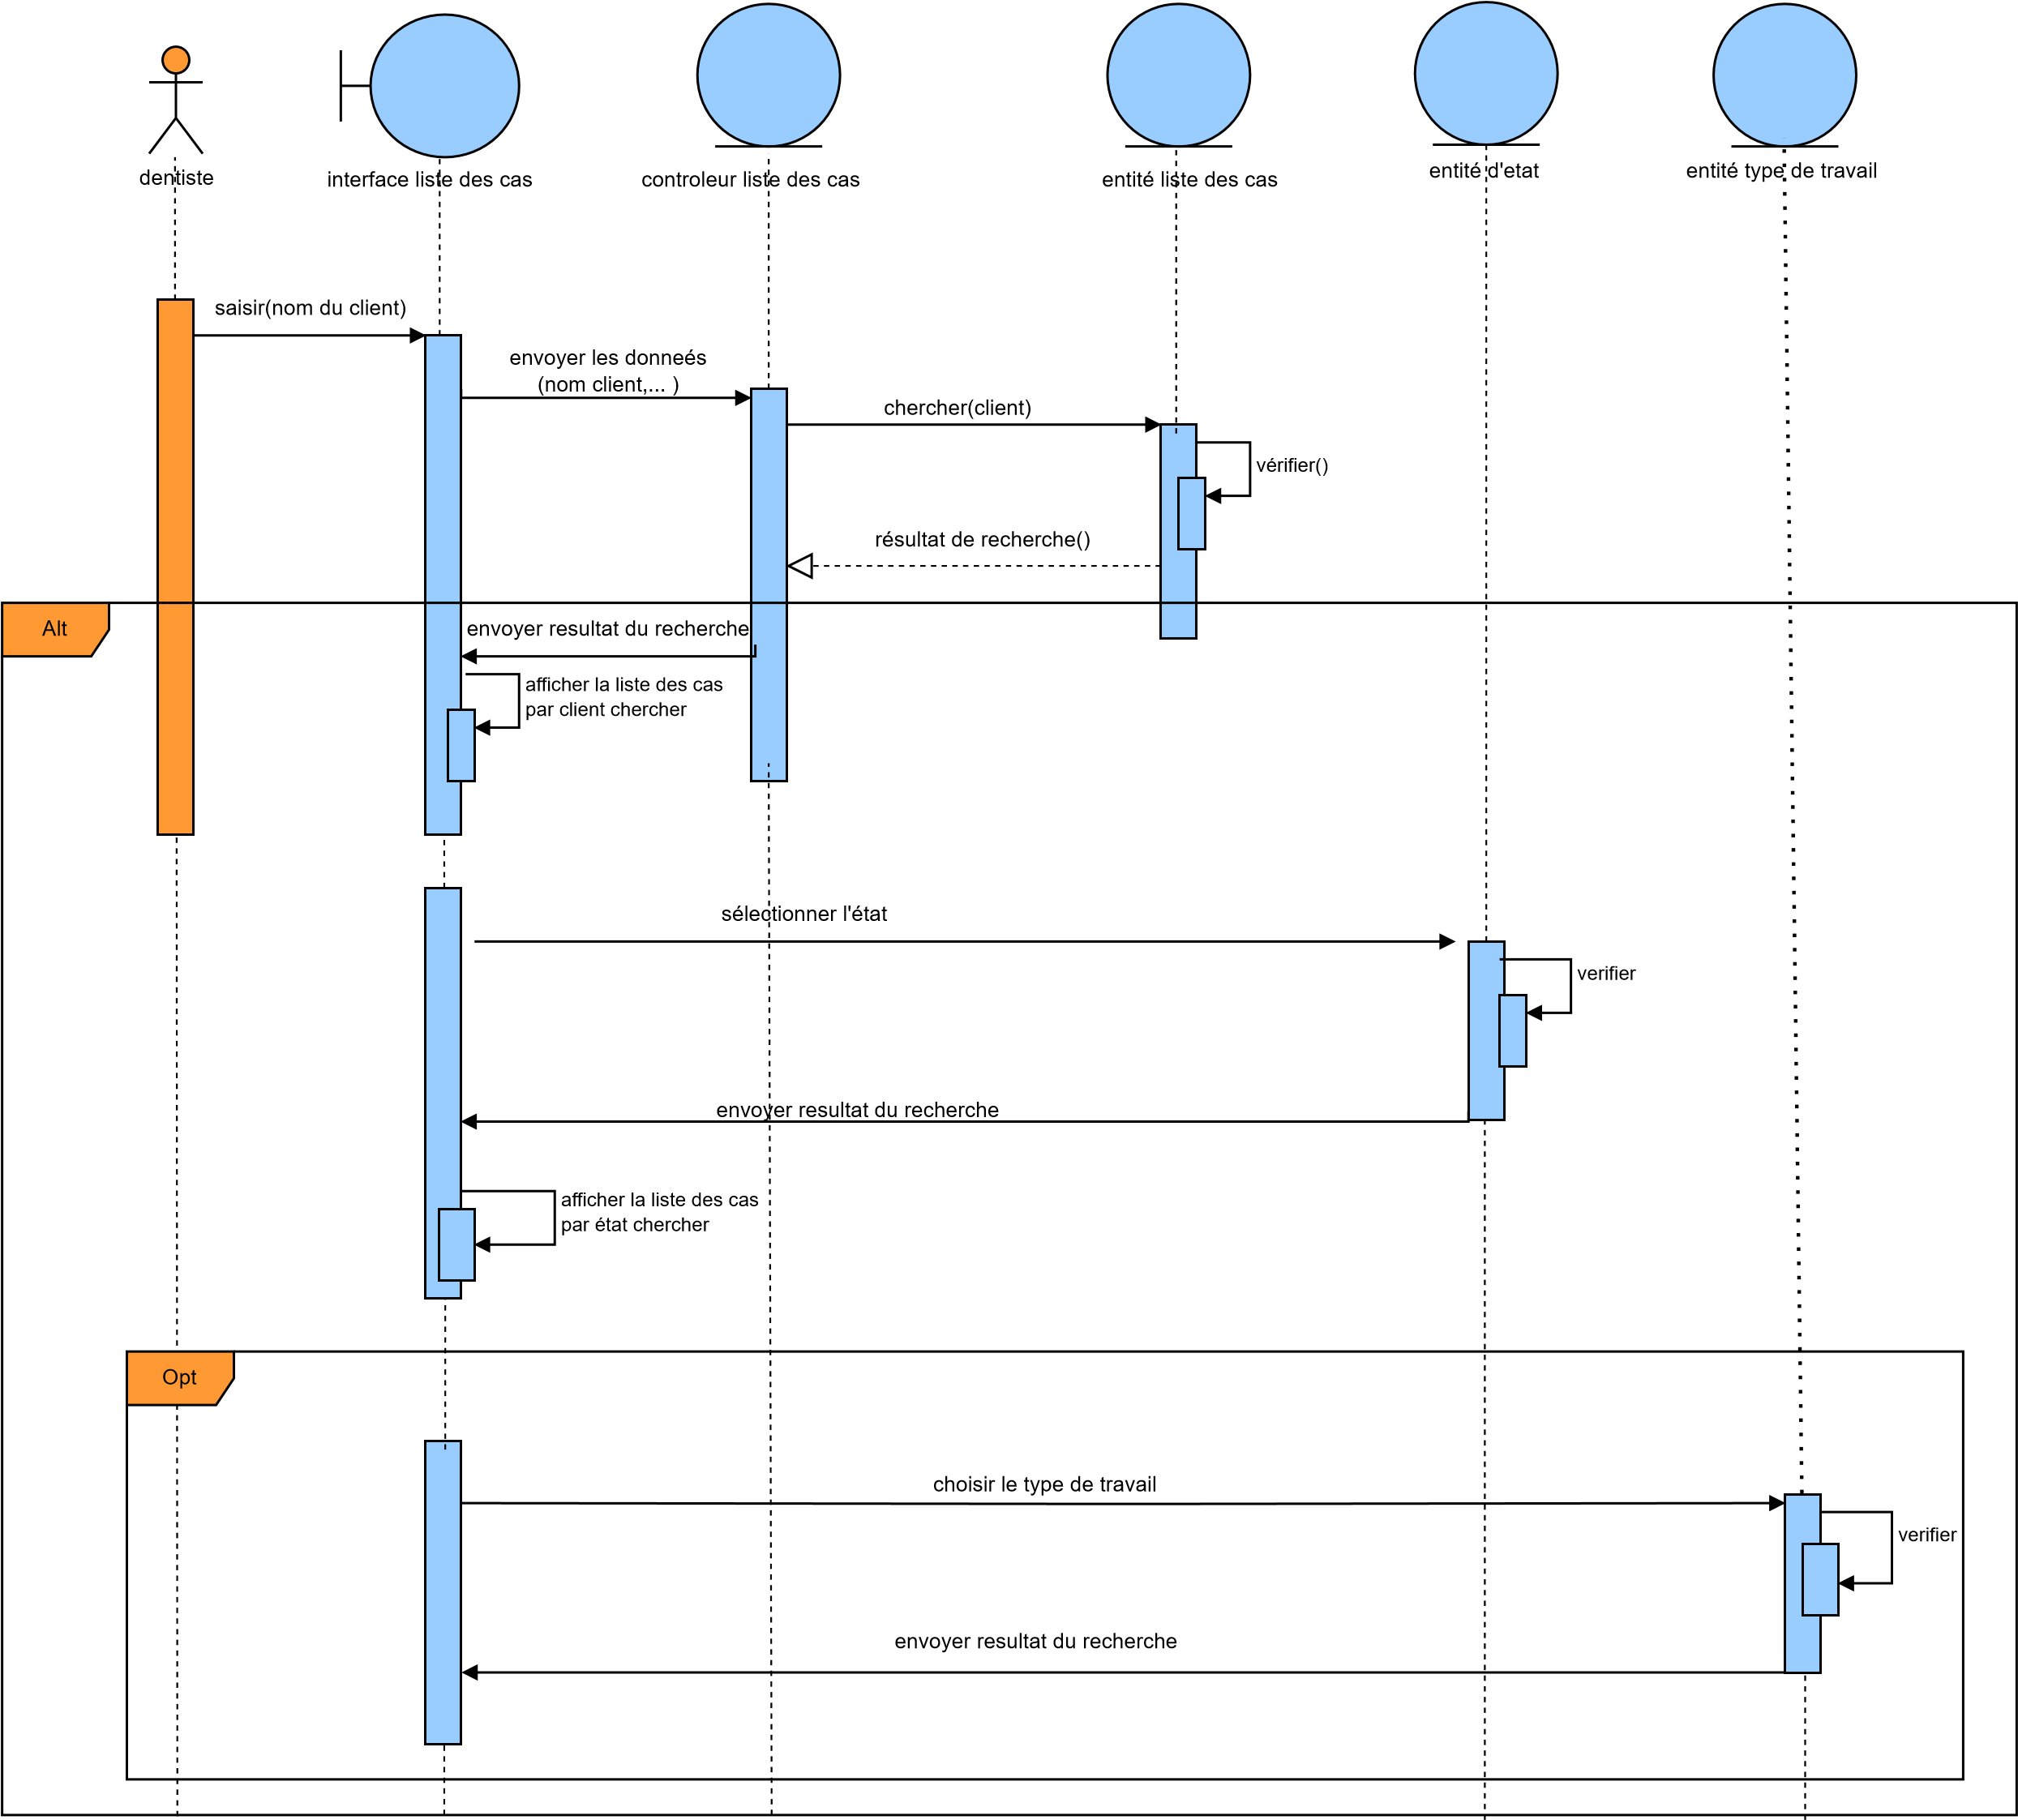 dentiste
interface liste des cas
controleur liste des cas
entité liste des cas
entité d'etat
entité type de travail
saisir(nom du client)
envoyer les donneés
(nom client,... )
chercher(client)
vérifier()
résultat de recherche()
Alt
envoyer resultat du recherche
afficher la liste des cas
par client chercher
sélectionner l'état
verifier
envoyer resultat du recherche
afficher la liste des cas
par état chercher
Opt
choisir le type de travail
verifier
envoyer resultat du recherche